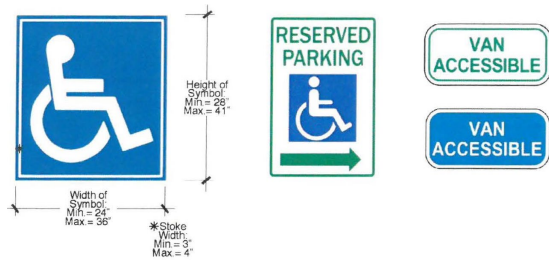 Height of
Symbol:
Min.= 28"
Max.= 41"
Width of
Symbol:
Min.= 24"
Max.= 36"
*Stoke
Width:
Min.= 3"
Max.= 4"
RESERVED
PARKING
VAN
ACCESSIBLE
VAN
ACCESSIBLE